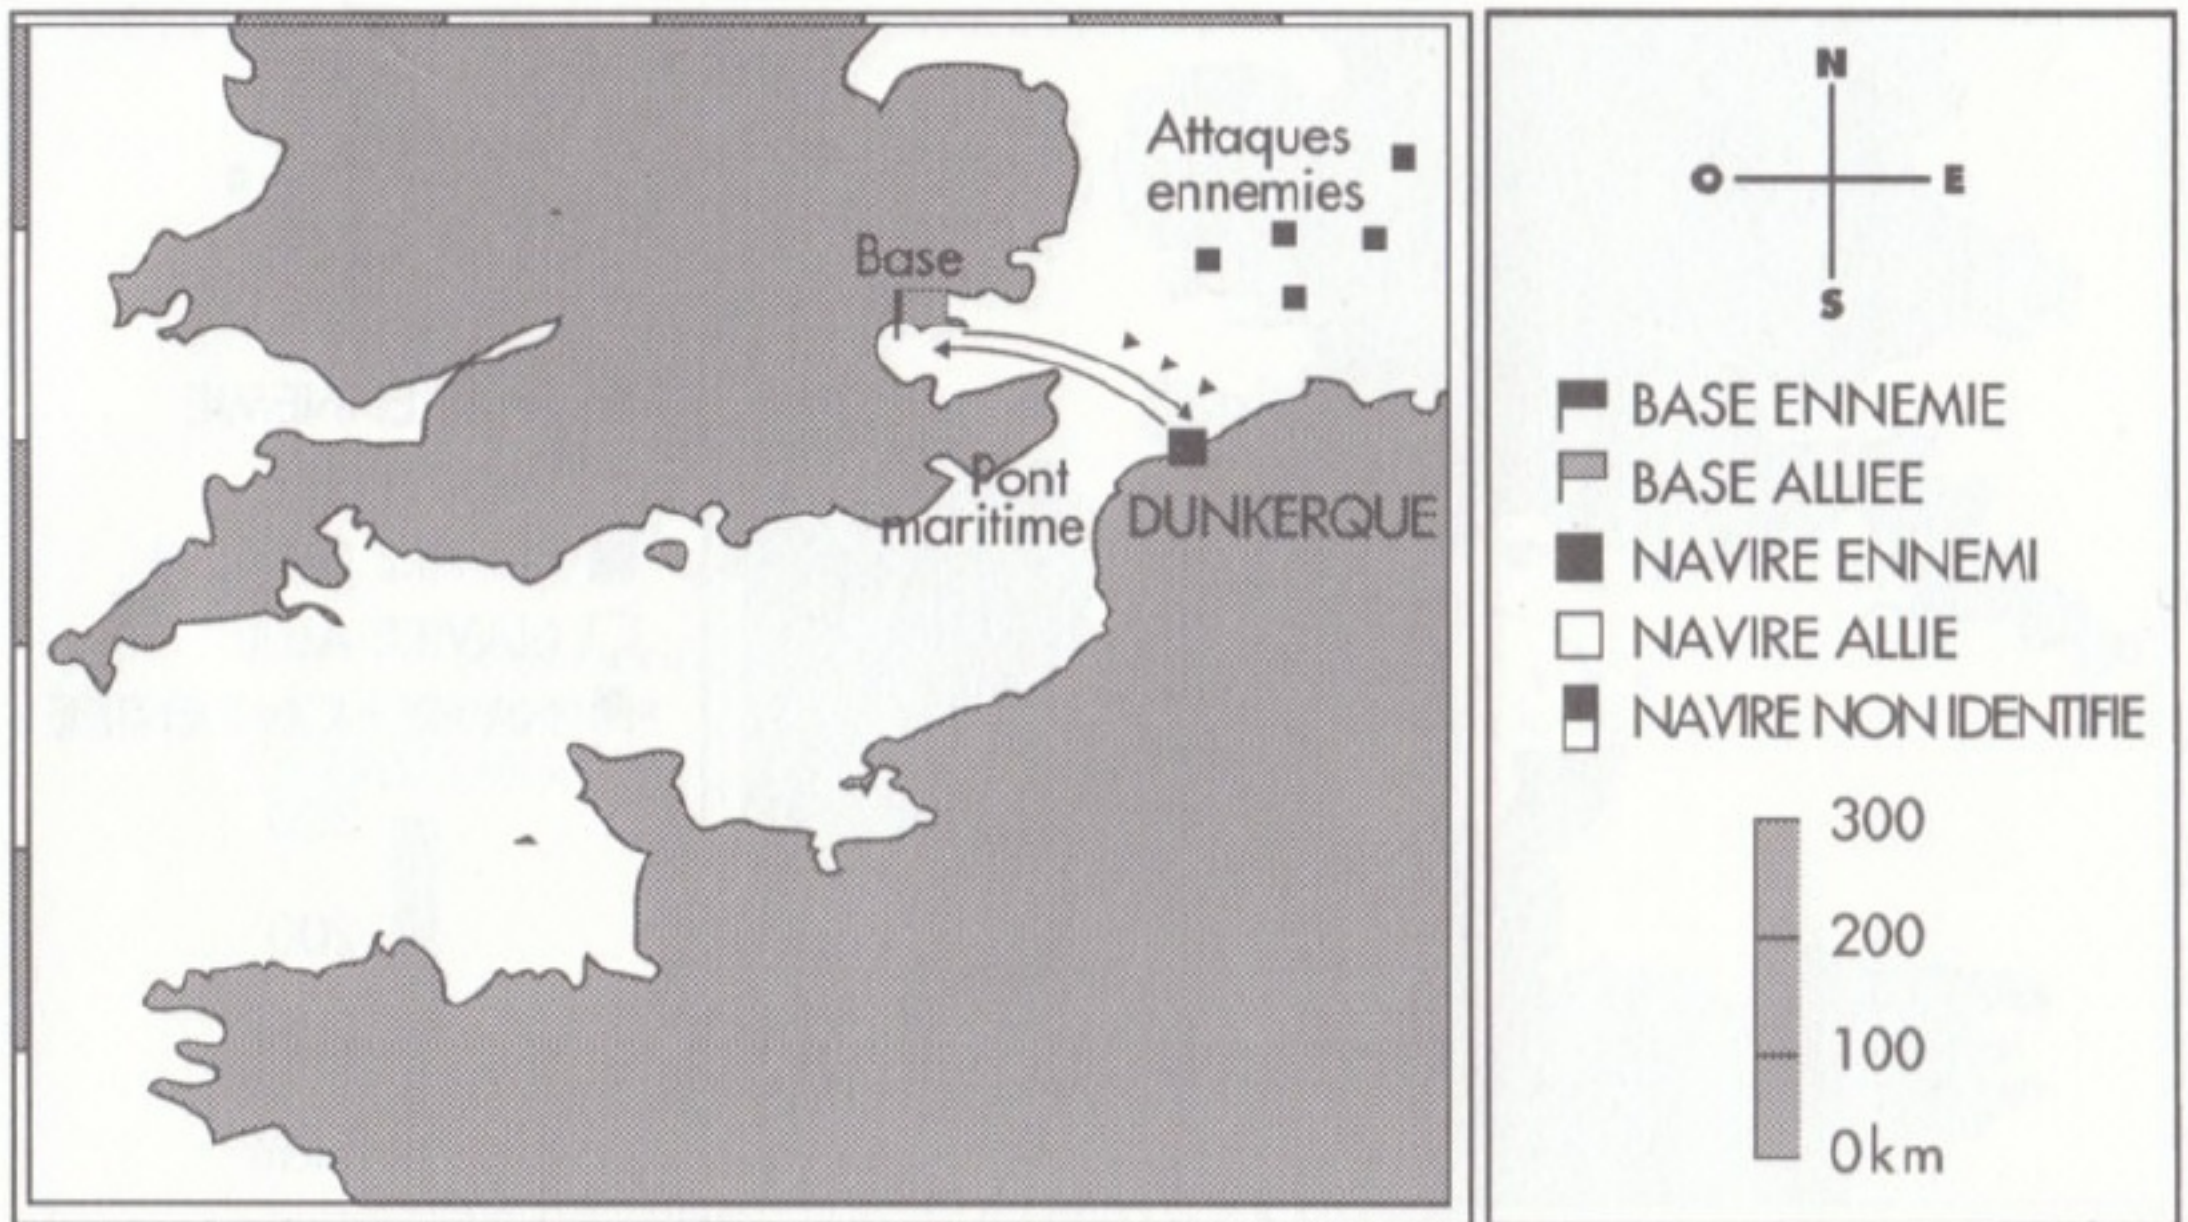 Attaques
ennemies
Base
Pont
maritime
DUNKERQUE
N
O
E
S
BASE ENNEMIE
BASE ALLIEE
NAVIRE ENNEMI
NAVIRE ALLIE
NAVIRE NON IDENTIFIE
300
200
100
0km